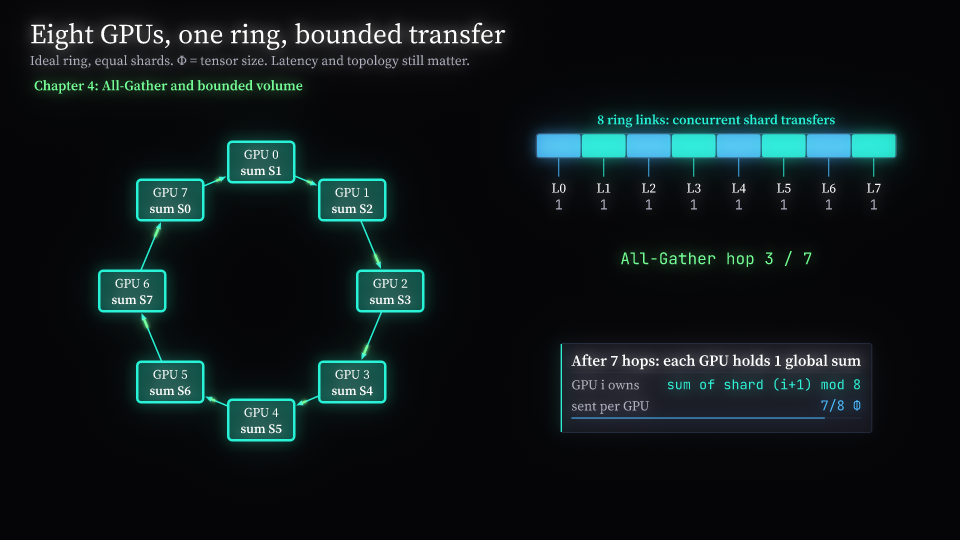 Eight GPUs, one ring, bounded transfer
Ideal ring, equal shards. Φ = tensor size. Latency and topology still matter.
Chapter 4: All-Gather and bounded volume
GPU 0
sum S1
GPU 1
sum S2
GPU 2
sum S3
GPU 3
sum S4
GPU 4
sum S5
GPU 5
sum S6
GPU 6
sum S7
GPU 7
sum S0
8 ring links: concurrent shard transfers
L0 L1 L2 L3 L4 L5 L6 L7
1 1 1 1 1 1 1 1
All-Gather hop 3 / 7
After 7 hops: each GPU holds 1 global sum
GPU i owns sum of shard (i+1) mod 8
sent per GPU 7/8 Φ